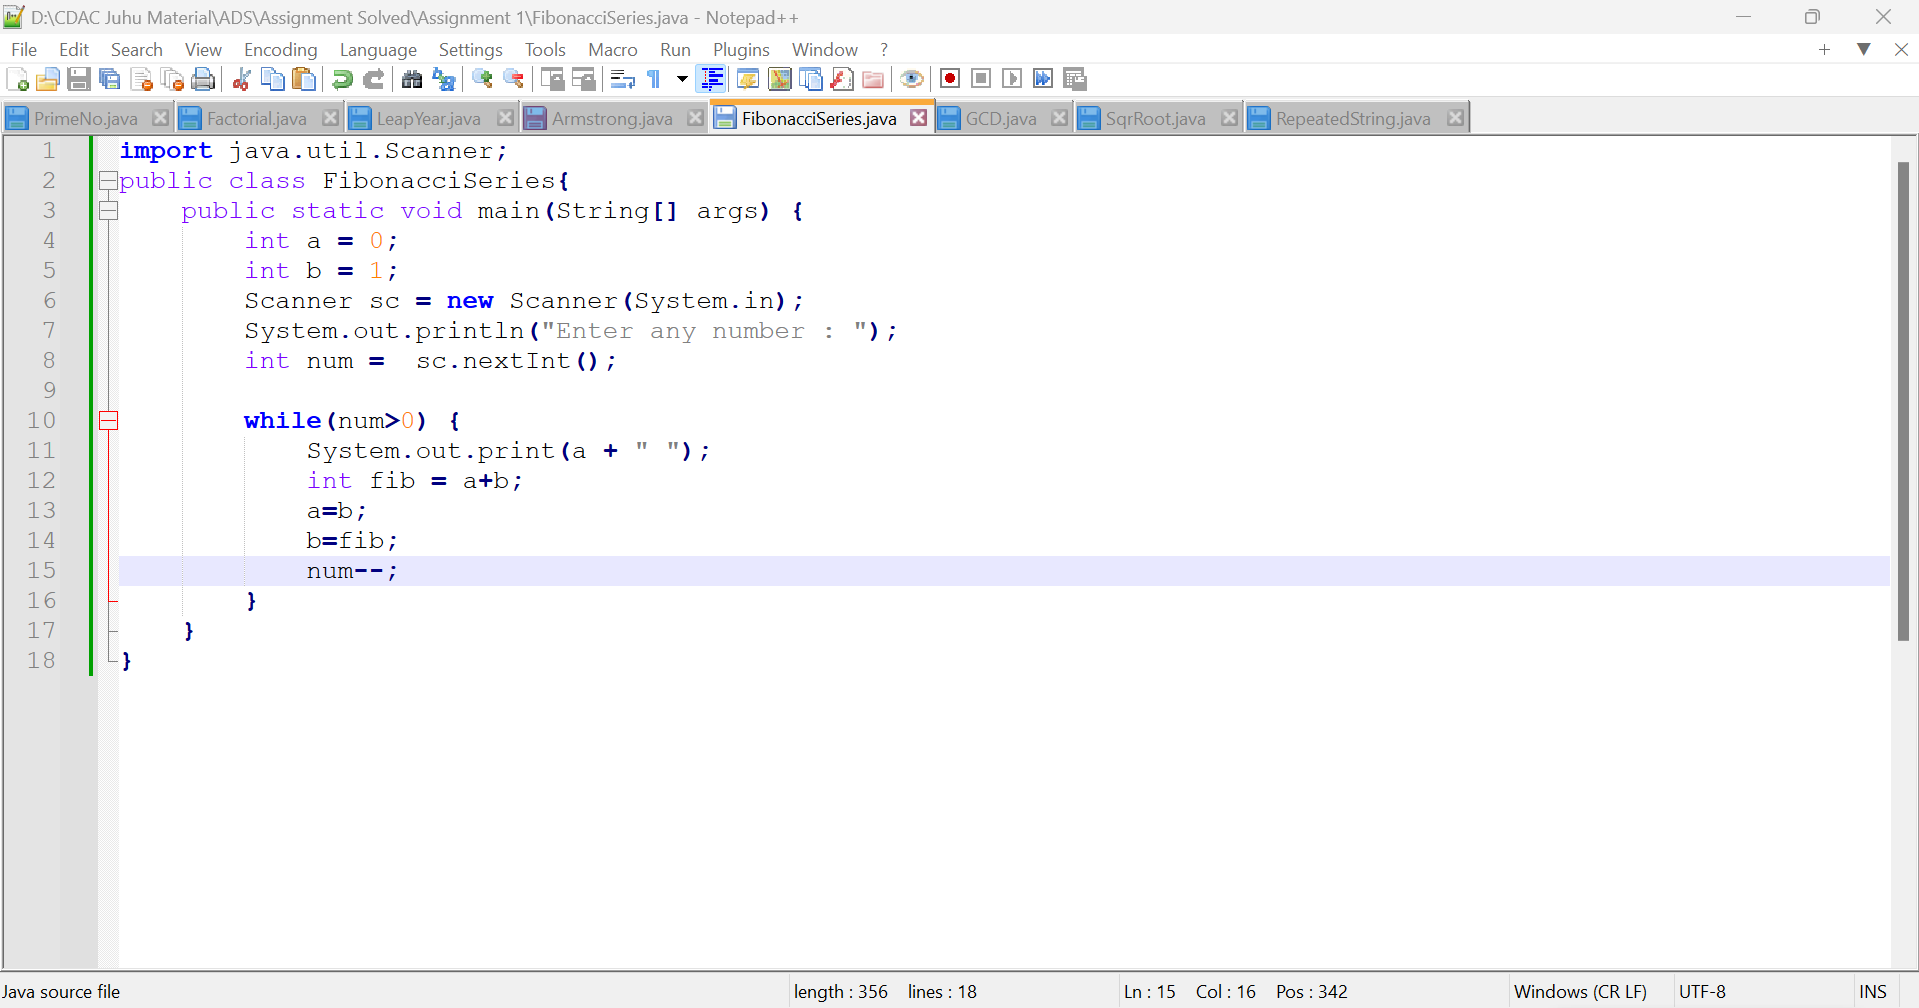 D:\CDAC Juhu Material\ADS\Assignment Solved\Assignment 1\FibonacciSeries.java - Notepad++
File Edit Search View Encoding Language Settings Tools Macro Run Plugins Window ?
PrimeNo.java Factorial.java LeapYear.java Armstrong.java FibonacciSeries.java GCD.java SqrRoot.java RepeatedString.java
1 import java.util.Scanner;
2 public class FibonacciSeries{
3     public static void main(String[] args) {
4         int a = 0;
5         int b = 1;
6         Scanner sc = new Scanner(System.in);
7         System.out.println("Enter any number : ");
8         int num =  sc.nextInt();
9
10         while(num>0) {
11             System.out.print(a + " ");
12             int fib = a+b;
13             a=b;
14             b=fib;
15             num--;
16         }
17     }
18 }
Java source file length : 356 lines : 18 Ln : 15 Col : 16 Pos : 342 Windows (CR LF) UTF-8 INS